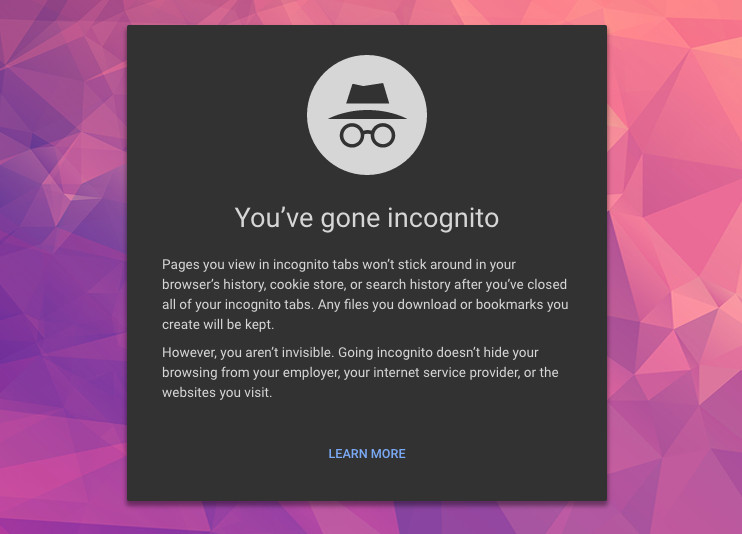 You’ve gone incognito
Pages you view in incognito tabs won’t stick around in your
browser’s history, cookie store, or search history after you’ve closed
all of your incognito tabs. Any files you download or bookmarks you
create will be kept.
However, you aren’t invisible. Going incognito doesn’t hide your
browsing from your employer, your internet service provider, or the
websites you visit.
LEARN MORE